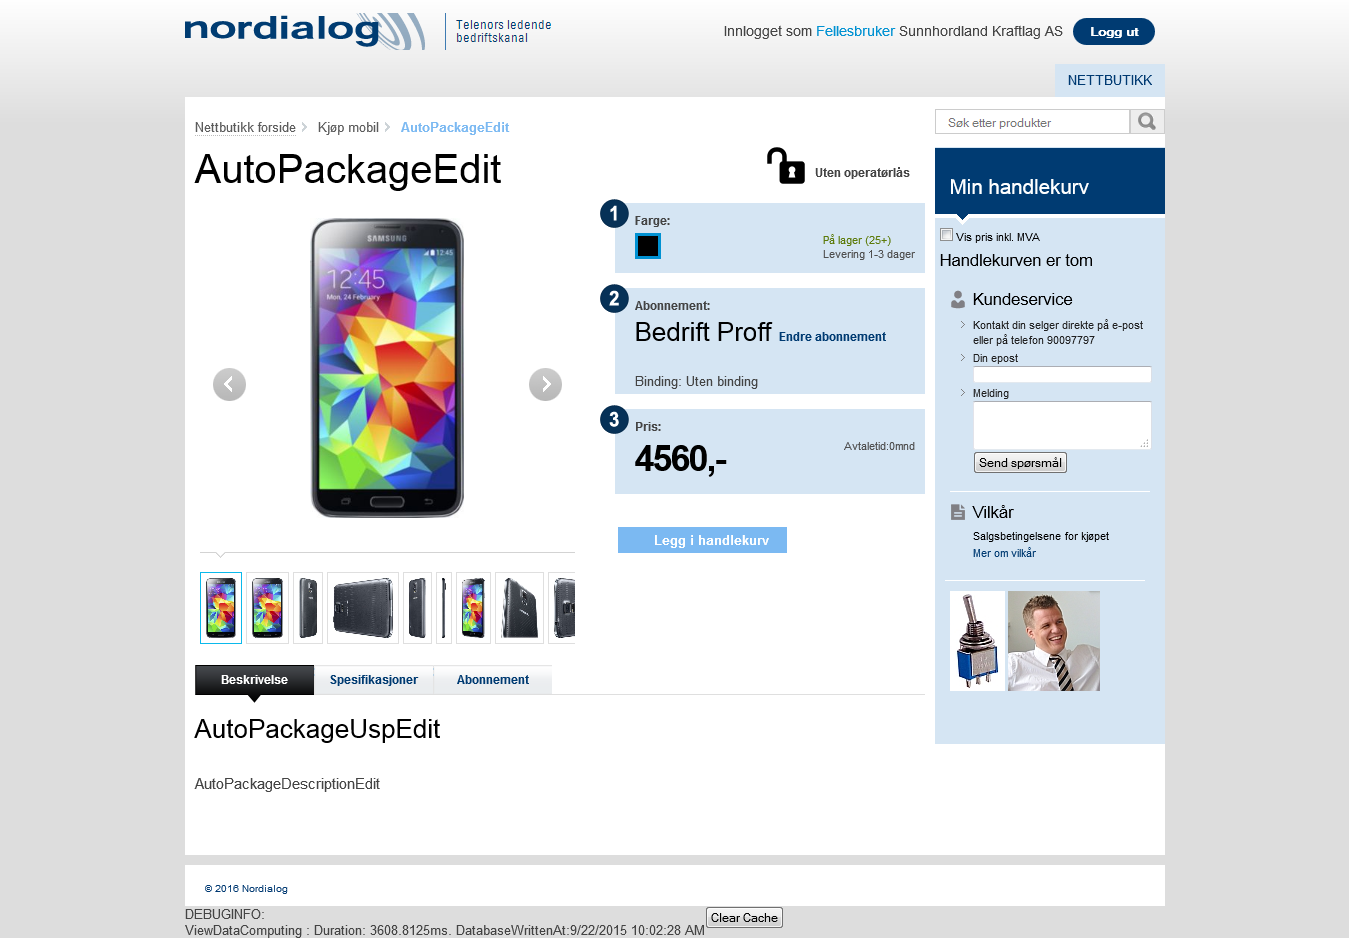 nordialog
Telenors ledende
bedriftskanal
Innlogget som Fellesbruker Sunnhordland Kraftlag AS
Logg ut
NETTBUTIKK
Nettbutikk forside
Kjøp mobil
AutoPackageEdit
Søk etter produkter
AutoPackageEdit
Uten operatørlås
SAMSUNG
12:45
12:45
Mon, 24 February
1
Farge:
På lager (25+)
Levering 1-3 dager
2
Abonnement:
Bedrift Proff Endre abonnement
Binding: Uten binding
3
Pris:
4560,-
Avtaletid:0mnd
Legg i handlekurv
Beskrivelse
Spesifikasjoner
Abonnement
AutoPackageUspEdit
AutoPackageDescriptionEdit
Min handlekurv
Vis pris inkl. MVA
Handlekurven er tom
Kundeservice
Kontakt din selger direkte på e-post
eller på telefon 90097797
Din epost
Melding
Send spørsmål
Vilkår
Salgsbetingelsene for kjøpet
Mer om vilkår
© 2016 Nordialog
DEBUGINFO:
ViewDataComputing : Duration: 3608.8125ms. DatabaseWrittenAt:9/22/2015 10:02:28 AM
Clear Cache